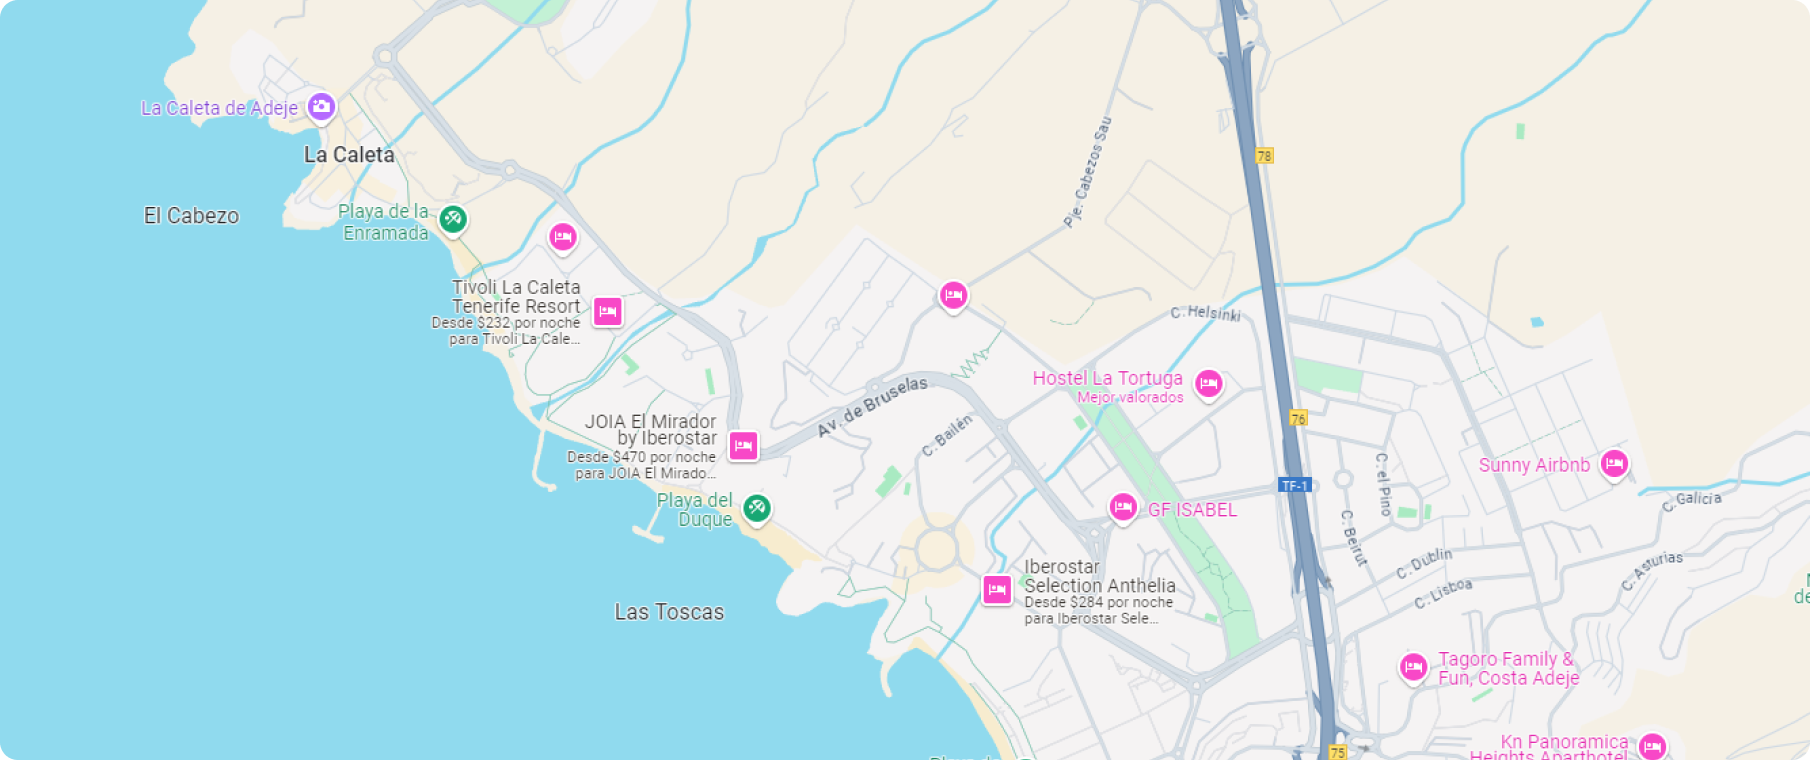 La Caleta de Adeje
La Caleta
El Cabezo
Playa de la
Enramada
Tivoli La Caleta
Tenerife Resort
Desde $232 por noche
para Tivoli La Cale...
JOIA El Mirador
by Iberostar
Desde $470 por noche
para JOIA El Mirado...
Playa del
Duque
Las Toscas
Av. de Bruselas
C. Bailén
Pje. Cabezos Sau
78
C. Helsinki
Hostel La Tortuga
Mejor valorados
76
TF-1
GF ISABEL
Iberostar
Selection Anthelia
Desde $284 por noche
para Iberostar Sele...
C. el Pino
C. Beirut
C. Dublin
C. Lisboa
Sunny Airbnb
C. Galicia
C. Asturias
Tagoro Family &
Fun, Costa Adeje
Kn Panoramica
Heights Aparthotel
75